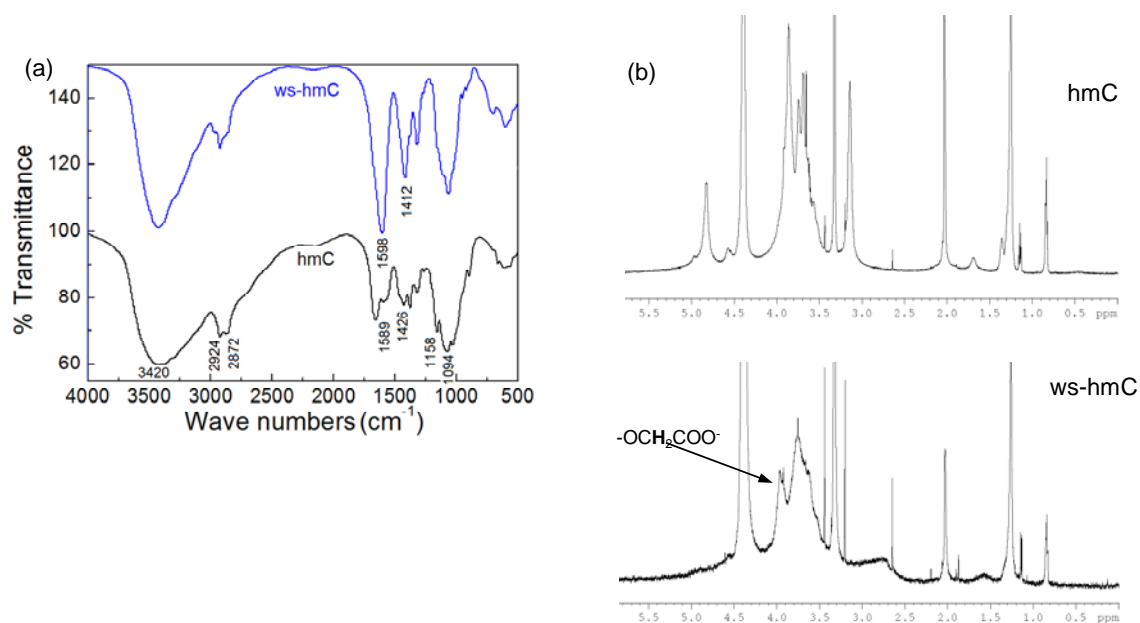 (a)
ws-hmC
1598
1412
hmC
3420
2924
2872
1589
1426
1158
1094
% Transmittance
140
120
100
80
60
4000 3500 3000 2500 2000 1500 1000 500
Wave numbers (cm⁻¹)
(b)
hmC
5.5 5.0 4.5 4.0 3.5 3.0 2.5 2.0 1.5 1.0 0.5 ppm
ws-hmC
-OCH₂COO⁻
5.5 5.0 4.5 4.0 3.5 3.0 2.5 2.0 1.5 1.0 0.5 ppm